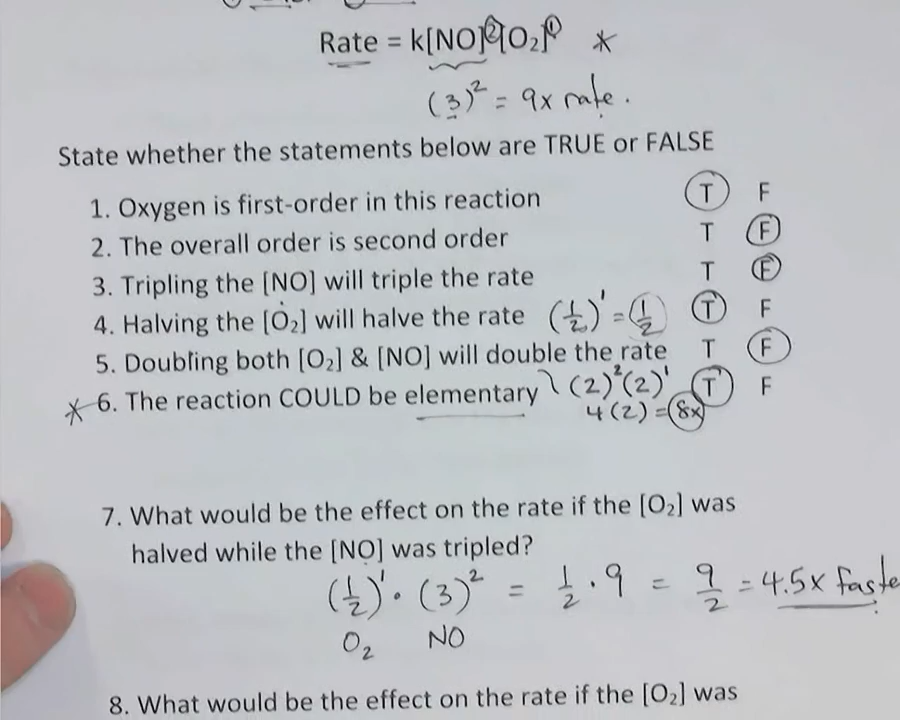 Rate = k[NO]²[O₂]¹ *
(3)² = 9x rate.
State whether the statements below are TRUE or FALSE
1. Oxygen is first-order in this reaction T F
2. The overall order is second order T F
3. Tripling the [NO] will triple the rate T F
4. Halving the [O₂] will halve the rate (1/2)¹ = 1/2 T F
5. Doubling both [O₂] & [NO] will double the rate T F
* 6. The reaction COULD be elementary (2)²(2)¹ T F
4(2) = 8x
7. What would be the effect on the rate if the [O₂] was
halved while the [NO] was tripled?
(1/2)¹ · (3)² = 1/2 · 9 = 9/2 = 4.5x faste
O₂ NO
8. What would be the effect on the rate if the [O₂] was